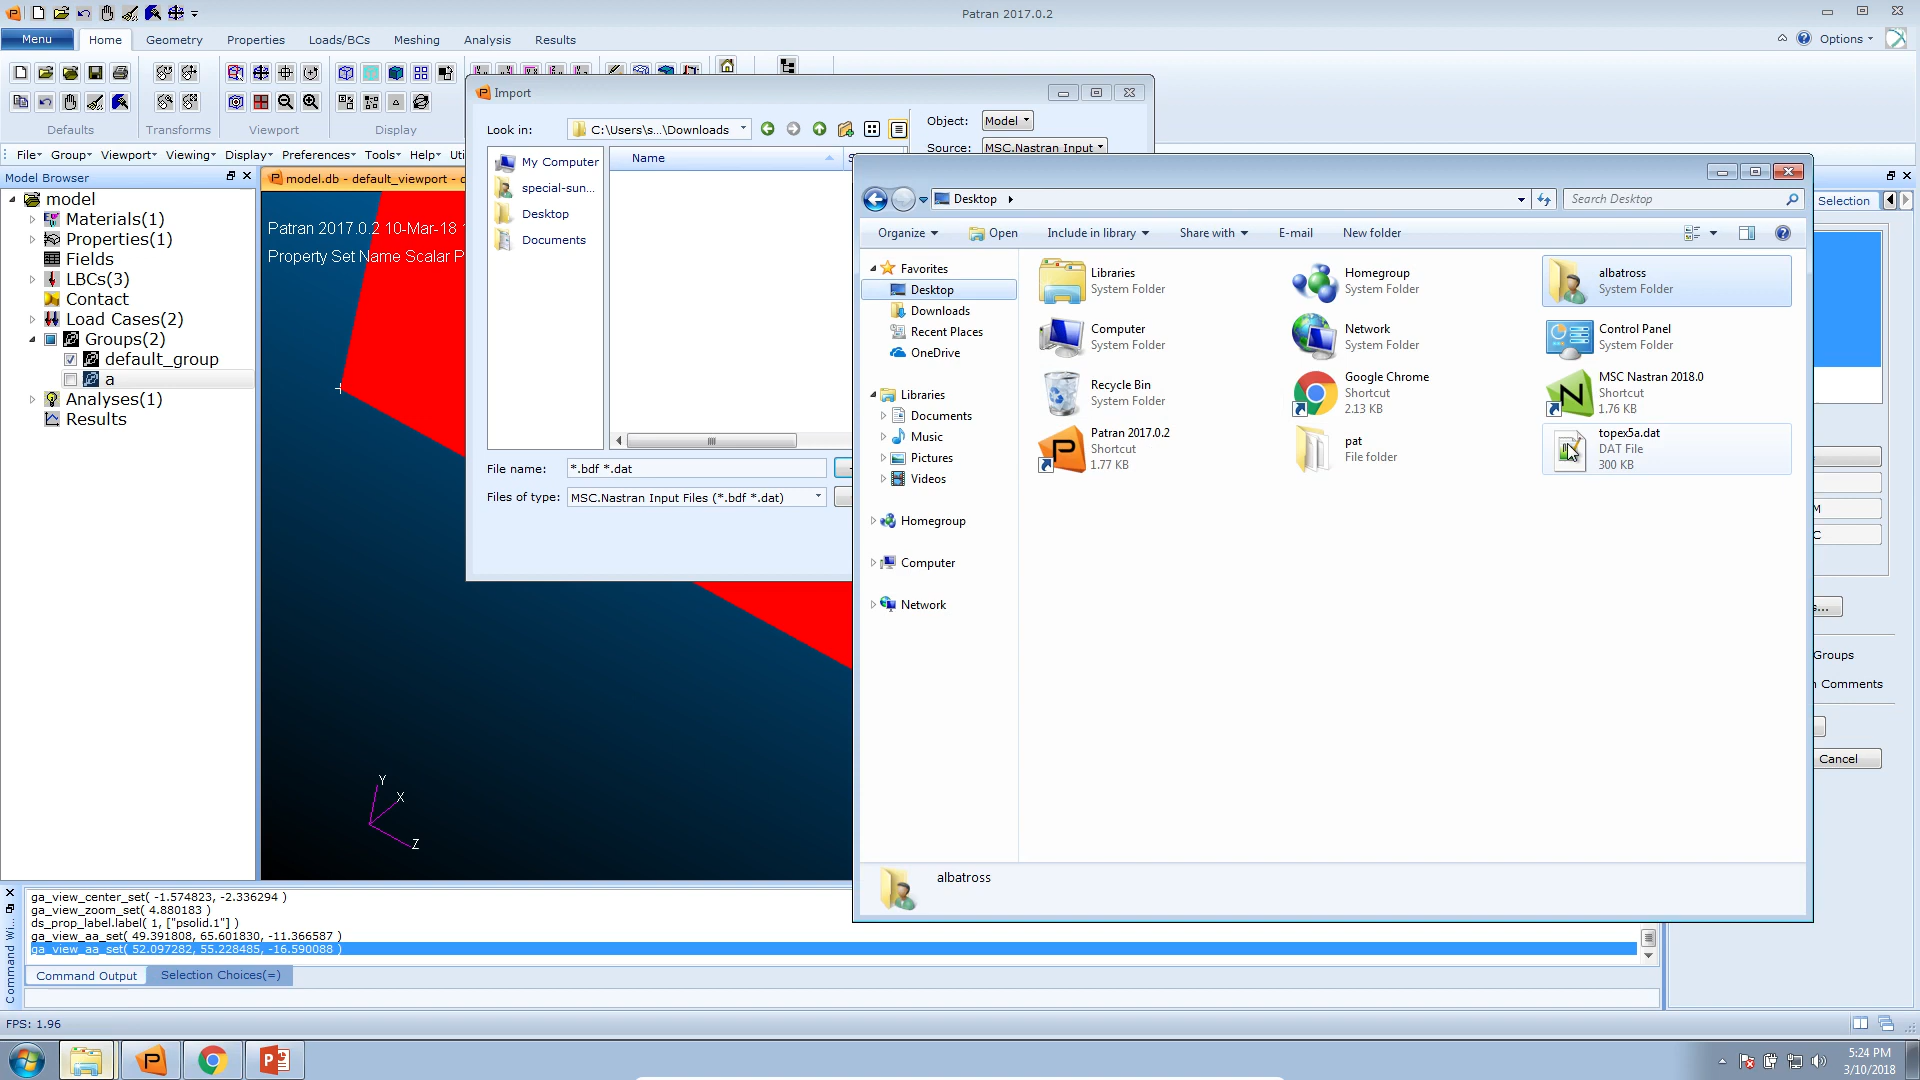 Patran 2017.0.2
Menu
Home
Geometry
Properties
Loads/BCs
Meshing
Analysis
Results
Options
Defaults
Transforms
Viewport
Display
File
Group
Viewport
Viewing
Display
Preferences
Tools
Help
Uti
Model Browser
model
Materials(1)
Properties(1)
Fields
LBCs(3)
Contact
Load Cases(2)
Groups(2)
default_group
a
Analyses(1)
Results
model.db - default_viewport -
Patran 2017.0.2 10-Mar-18
Property Set Name Scalar P
Y
X
Z
Import
Look in:
C:\Users\s...\Downloads
My Computer
special-sun...
Desktop
Documents
Name
File name:
*.bdf *.dat
Files of type:
MSC.Nastran Input Files (*.bdf *.dat)
Object:
Model
Source:
MSC.Nastran Input
Desktop
Search Desktop
Organize
Open
Include in library
Share with
E-mail
New folder
Favorites
Desktop
Downloads
Recent Places
OneDrive
Libraries
Documents
Music
Pictures
Videos
Homegroup
Computer
Network
Libraries
System Folder
Homegroup
System Folder
albatross
System Folder
Computer
System Folder
Network
System Folder
Control Panel
System Folder
Recycle Bin
System Folder
Google Chrome
Shortcut
2.13 KB
MSC Nastran 2018.0
Shortcut
1.76 KB
Patran 2017.0.2
Shortcut
1.77 KB
pat
File folder
topex5a.dat
DAT File
300 KB
albatross
Selection
Groups
Comments
Cancel
ga_view_center_set( -1.574823, -2.336294 )
ga_view_zoom_set( 4.880183 )
ds_prop_label.label( 1, ["psolid.1"] )
ga_view_aa_set( 49.391808, 65.601830, -11.366587 )
ga_view_aa_set( 52.097282, 55.228485, -16.590088 )
Command Output
Selection Choices(=)
Command Wi...
FPS: 1.96
5:24 PM
3/10/2018